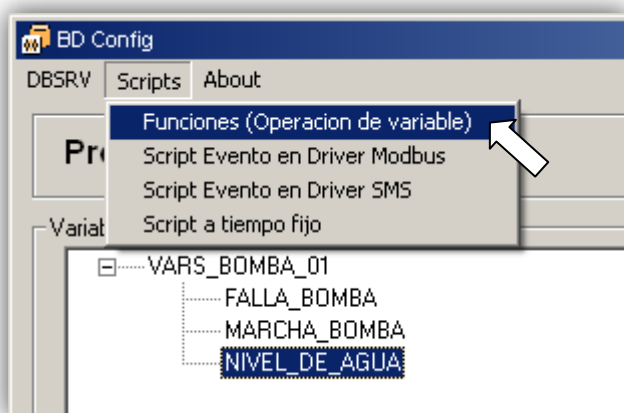 BD Config
DBSRV Scripts About
Funciones (Operacion de variable)
Script Evento en Driver Modbus
Script Evento en Driver SMS
Script a tiempo fijo
VARS_BOMBA_01
FALLA_BOMBA
MARCHA_BOMBA
NIVEL_DE_AGUA